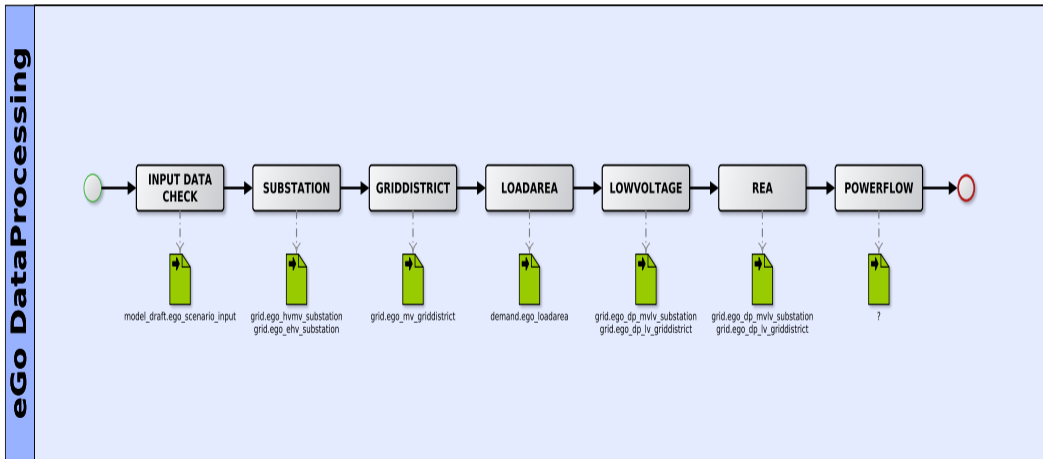 eGo DataProcessing
INPUT DATA
CHECK
SUBSTATION
GRIDDISTRICT
LOADAREA
LOWVOLTAGE
REA
POWERFLOW
model_draft.ego_scenario_input
grid.ego_hvmv_substation
grid.ego_ehv_substation
grid.ego_mv_griddistrict
demand.ego_loadarea
grid.ego_dp_mvlv_substation
grid.ego_dp_lv_griddistrict
grid.ego_dp_mvlv_substation
grid.ego_dp_lv_griddistrict
?